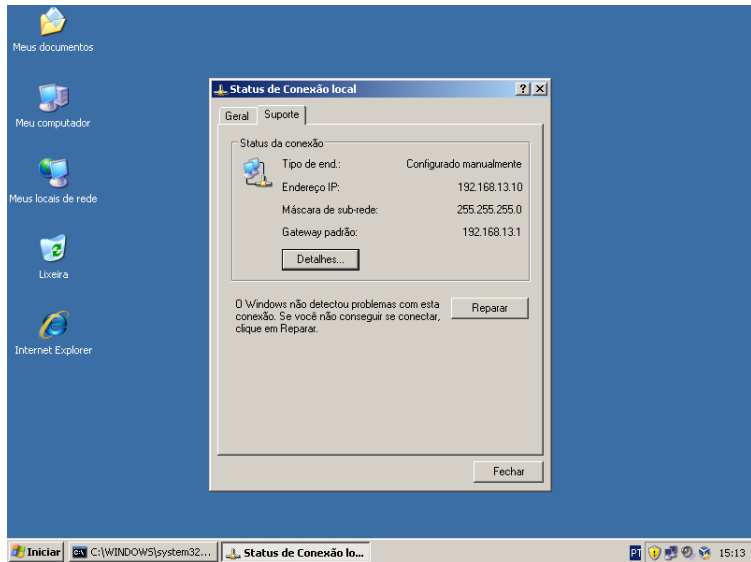 Meus documentos
Meu computador
Meus locais de rede
Lixeira
Internet Explorer
Status de Conexão local
Geral
Suporte
Status da conexão
Tipo de end.: Configurado manualmente
Endereço IP: 192.168.13.10
Máscara de sub-rede: 255.255.255.0
Gateway padrão: 192.168.13.1
Detalhes...
O Windows não detectou problemas com esta
conexão. Se você não conseguir se conectar,
clique em Reparar.
Reparar
Fechar
Iniciar
C:\WINDOWS\system32...
Status de Conexão lo...
PT
15:13